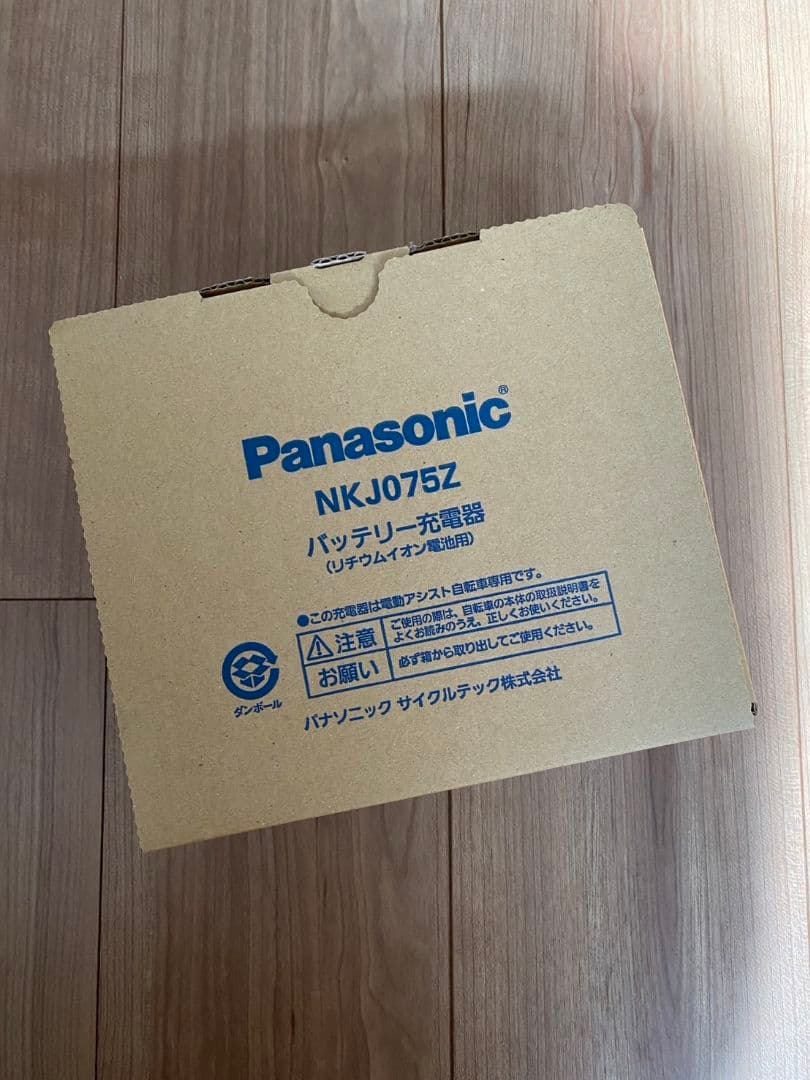 Panasonic®
NKJ075Z
バッテリー充電器
(リチウムイオン電池用)
●この充電器は電動アシスト自転車専用です。
注意
ご使用の際は、自転車の本体の取扱説明書を
よくお読みのうえ、正しくお使いください。
お願い
必ず箱から取り出してご使用ください。
ダンボール
パナソニック サイクルテック株式会社